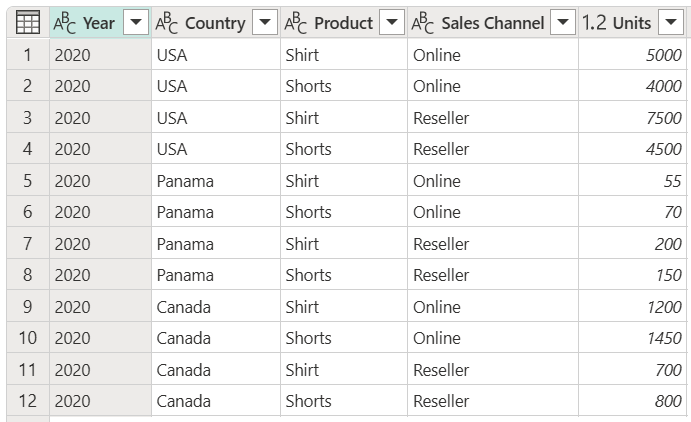 ABC Year ABC Country ABC Product ABC Sales Channel 1.2 Units
1 2020 USA Shirt Online 5000
2 2020 USA Shorts Online 4000
3 2020 USA Shirt Reseller 7500
4 2020 USA Shorts Reseller 4500
5 2020 Panama Shirt Online 55
6 2020 Panama Shorts Online 70
7 2020 Panama Shirt Reseller 200
8 2020 Panama Shorts Reseller 150
9 2020 Canada Shirt Online 1200
10 2020 Canada Shorts Online 1450
11 2020 Canada Shirt Reseller 700
12 2020 Canada Shorts Reseller 800